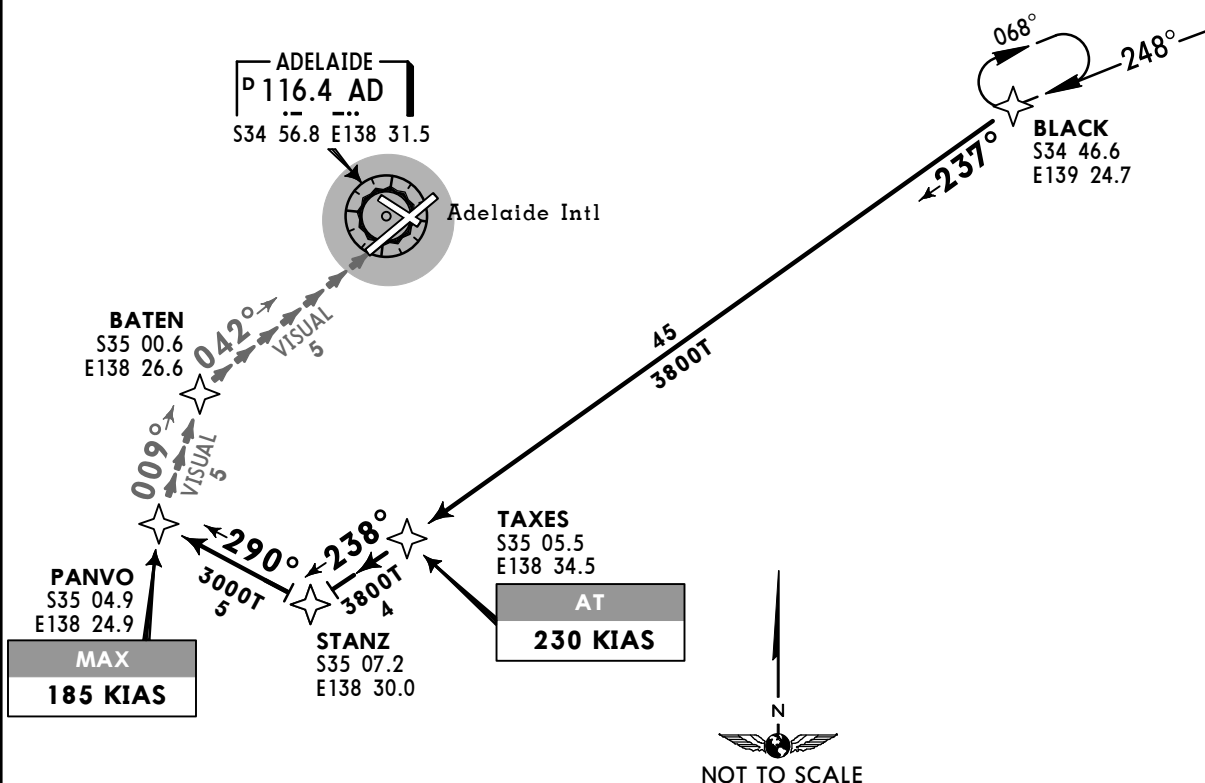 ADELAIDE
D 116.4 AD
S34 56.8 E138 31.5
Adelaide Intl
068°
248°
BLACK
S34 46.6
E139 24.7
237°
45
3800T
BATEN
S35 00.6
E138 26.6
042°
VISUAL
5
009°
VISUAL
5
PANVO
S35 04.9
E138 24.9
MAX
185 KIAS
290°
3000T
5
238°
3800T
4
STANZ
S35 07.2
E138 30.0
TAXES
S35 05.5
E138 34.5
AT
230 KIAS
N
NOT TO SCALE